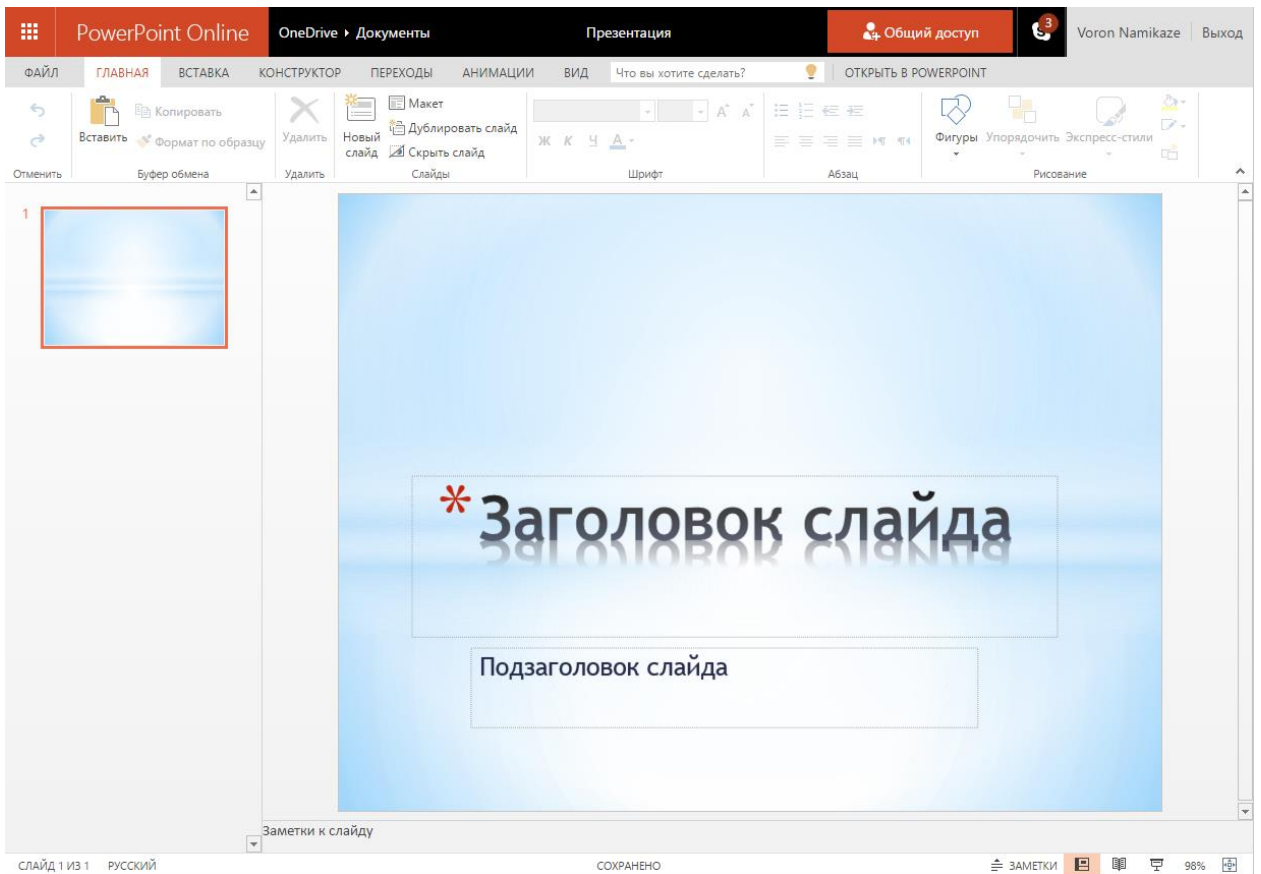 PowerPoint Online OneDrive Документы Презентация Общий доступ 3 Voron Namikaze Выход
ФАЙЛ ГЛАВНАЯ ВСТАВКА КОНСТРУКТОР ПЕРЕХОДЫ АНИМАЦИИ ВИД Что вы хотите сделать? ОТКРЫТЬ В POWERPOINT
Вставить Копировать Формат по образцу
Удалить
Новый слайд
Макет
Дублировать слайд
Скрыть слайд
Ж К Ч А
Фигуры Упорядочить Экспресс-стили
Отменить Буфер обмена Удалить Слайды Шрифт Абзац Рисование
1
* Заголовок слайда
Подзаголовок слайда
Заметки к слайду
СЛАЙД 1 ИЗ 1 РУССКИЙ СОХРАНЕНО ЗАМЕТКИ 98%